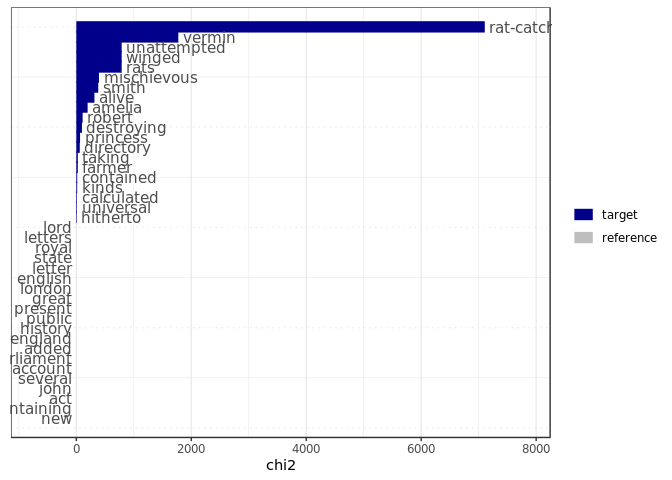 rat-catch
vermin
unattempted
winged
rats
mischievous
smith
alive
amelia
robert
destroying
princess
directory
taking
farmer
contained
kinds
calculated
universal
hitherto
lord
letters
royal
state
letter
english
london
great
present
public
history
england
added
rliament
account
several
john
act
ntaining
new
target
reference
0 2000 4000 6000 8000
chi2